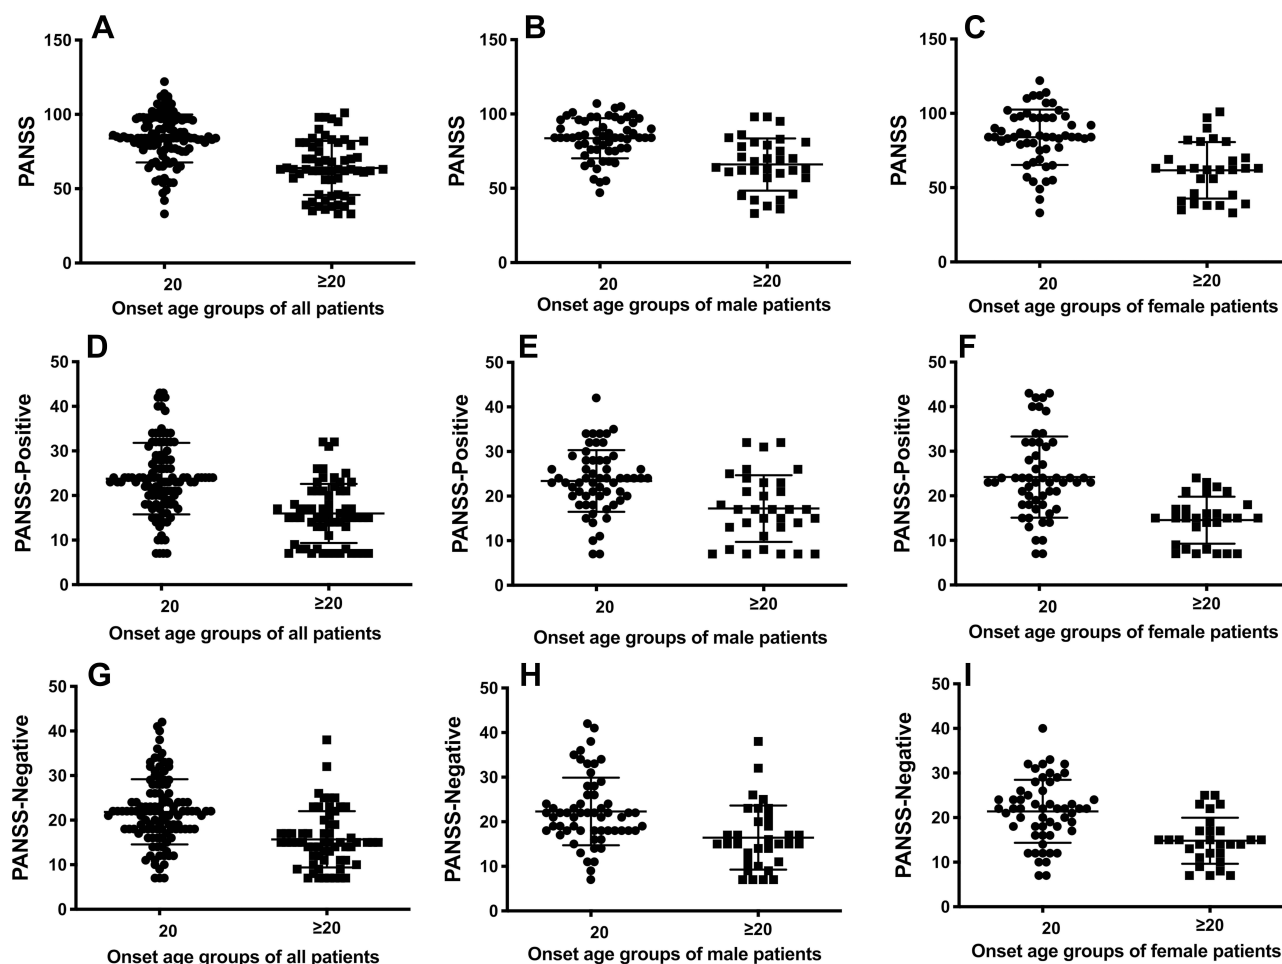 A
150
100
50
0
PANSS
20
≥20
Onset age groups of all patients
B
150
100
50
0
PANSS
20
≥20
Onset age groups of male patients
C
150
100
50
0
PANSS
20
≥20
Onset age groups of female patients
D
50
40
30
20
10
0
PANSS-Positive
20
≥20
Onset age groups of all patients
E
50
40
30
20
10
0
PANSS-Positive
20
≥20
Onset age groups of male patients
F
50
40
30
20
10
0
PANSS-Positive
20
≥20
Onset age groups of female patients
G
50
40
30
20
10
0
PANSS-Negative
20
≥20
Onset age groups of all patients
H
50
40
30
20
10
0
PANSS-Negative
20
≥20
Onset age groups of male patients
I
50
40
30
20
10
0
PANSS-Negative
20
≥20
Onset age groups of female patients